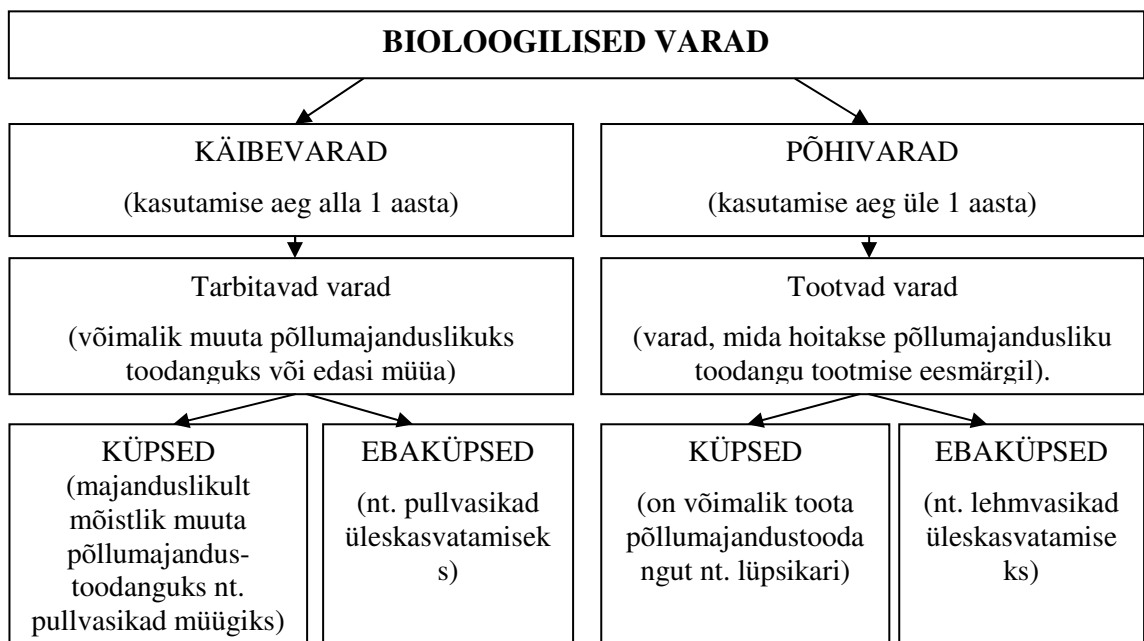 BIOLOOGILISED VARAD
KÄIBEVARAD
(kasutamise aeg alla 1 aasta)
PÕHIVARAD
(kasutamise aeg üle 1 aasta)
Tarbitavad varad
(võimalik muuta põllumajanduslikuks
toodanguks või edasi müüa)
Tootvad varad
(varad, mida hoitakse põllumajandusliku
toodangu tootmise eesmärgil).
KÜPSED
(majanduslikult
mõistlik muuta
põllumajandus-
toodanguks nt.
pullvasikad müügiks)
EBAKÜPSED
(nt. pullvasikad
üleskasvatamisek
s)
KÜPSED
(on võimalik toota
põllumajandustooda
ngut nt. lüpsikari)
EBAKÜPSED
(nt. lehmvasikad
üleskasvatamise
ks)